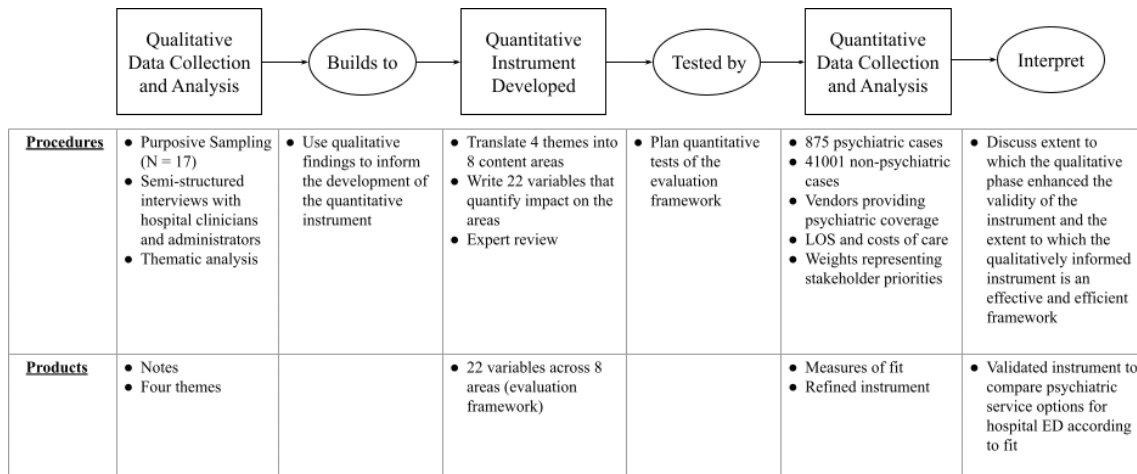 Qualitative
Data Collection
and Analysis
Builds to
Quantitative
Instrument
Developed
Tested by
Quantitative
Data Collection
and Analysis
Interpret
Procedures
● Purposive Sampling
(N = 17)
● Semi-structured
interviews with
hospital clinicians
and administrators
● Thematic analysis
● Use qualitative
findings to inform
the development of
the quantitative
instrument
● Translate 4 themes into
8 content areas
● Write 22 variables that
quantify impact on the
areas
● Expert review
● Plan quantitative
tests of the
evaluation
framework
● 875 psychiatric cases
● 41001 non-psychiatric
cases
● Vendors providing
psychiatric coverage
● LOS and costs of care
● Weights representing
stakeholder priorities
● Discuss extent to
which the qualitative
phase enhanced the
validity of the
instrument and the
extent to which the
qualitatively informed
instrument is an
effective and efficient
framework
Products
● Notes
● Four themes
● 22 variables across 8
areas (evaluation
framework)
● Measures of fit
● Refined instrument
● Validated instrument to
compare psychiatric
service options for
hospital ED according
to fit